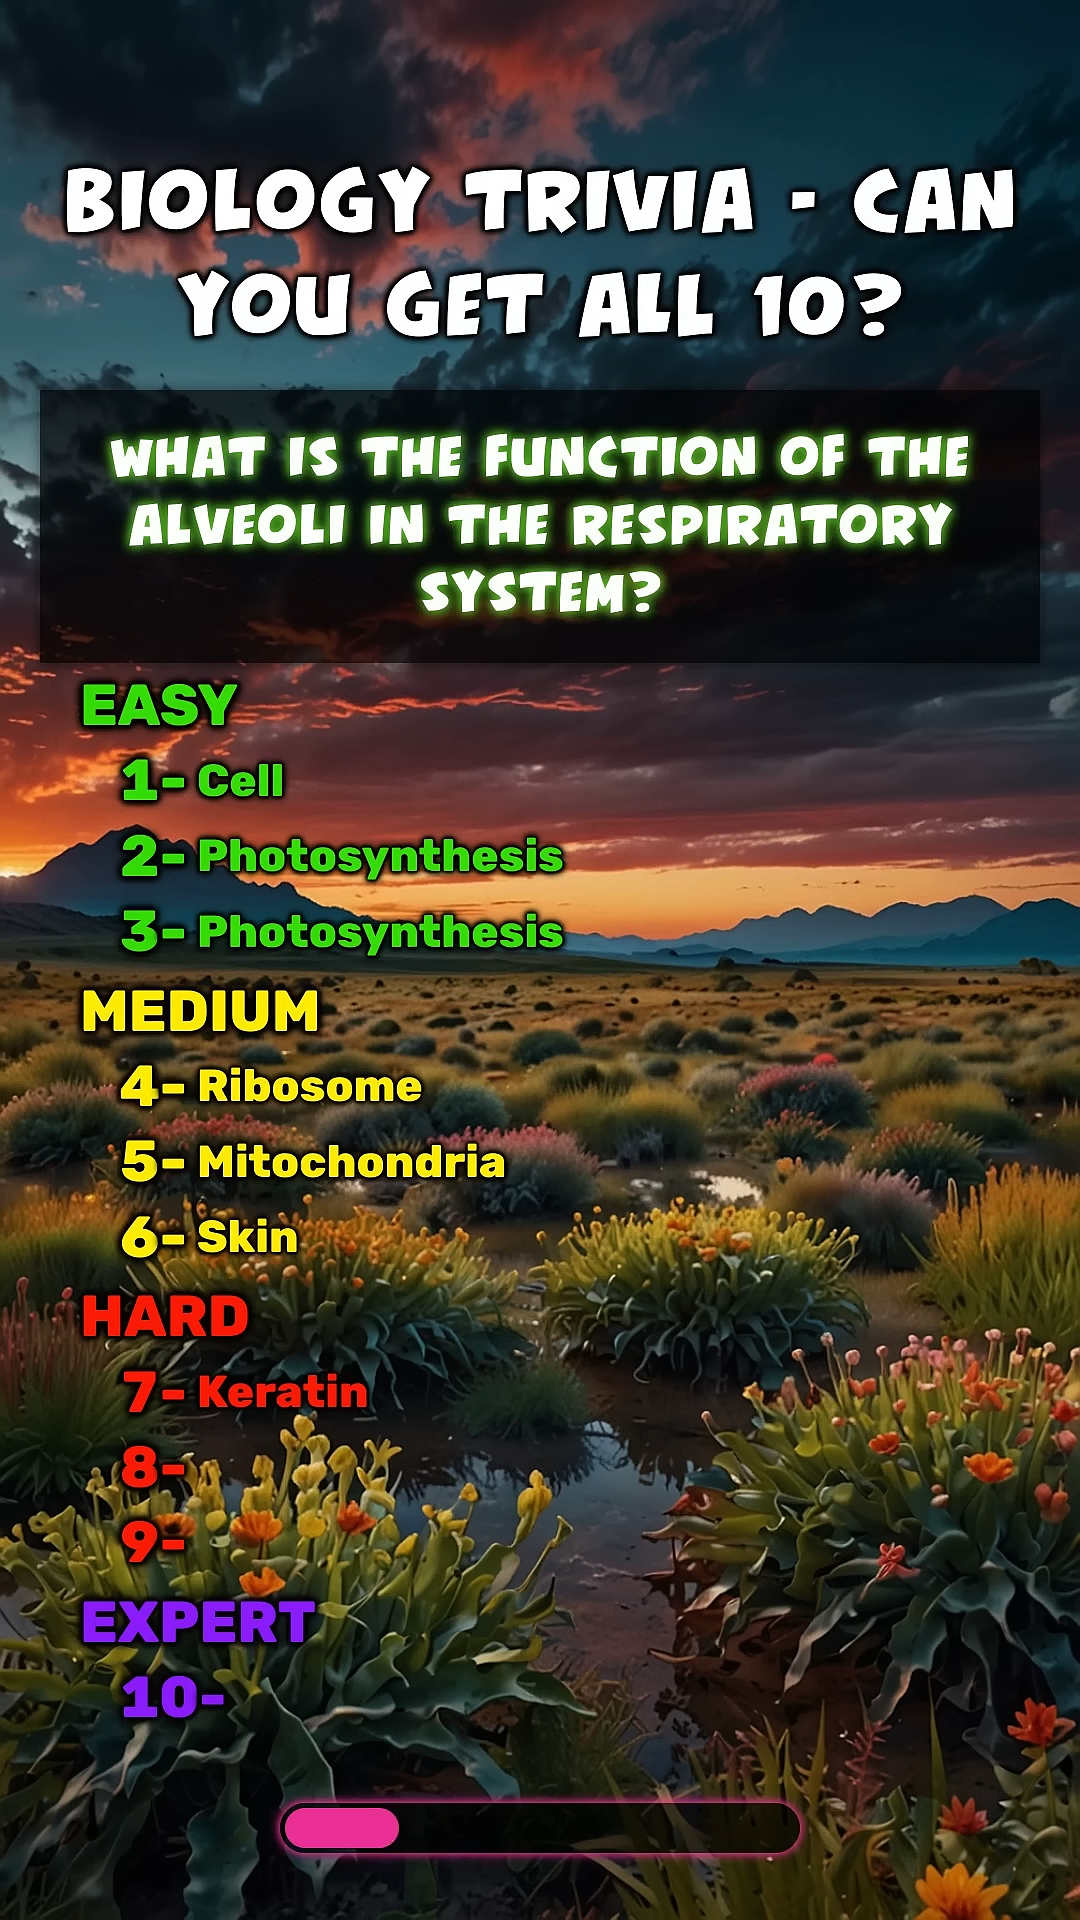 BIOLOGY TRIVIA - CAN
YOU GET ALL 10?
WHAT IS THE FUNCTION OF THE
ALVEOLI IN THE RESPIRATORY
SYSTEM?
EASY
1- Cell
2- Photosynthesis
3- Photosynthesis
MEDIUM
4- Ribosome
5- Mitochondria
6- Skin
HARD
7- Keratin
8-
9-
EXPERT
10-